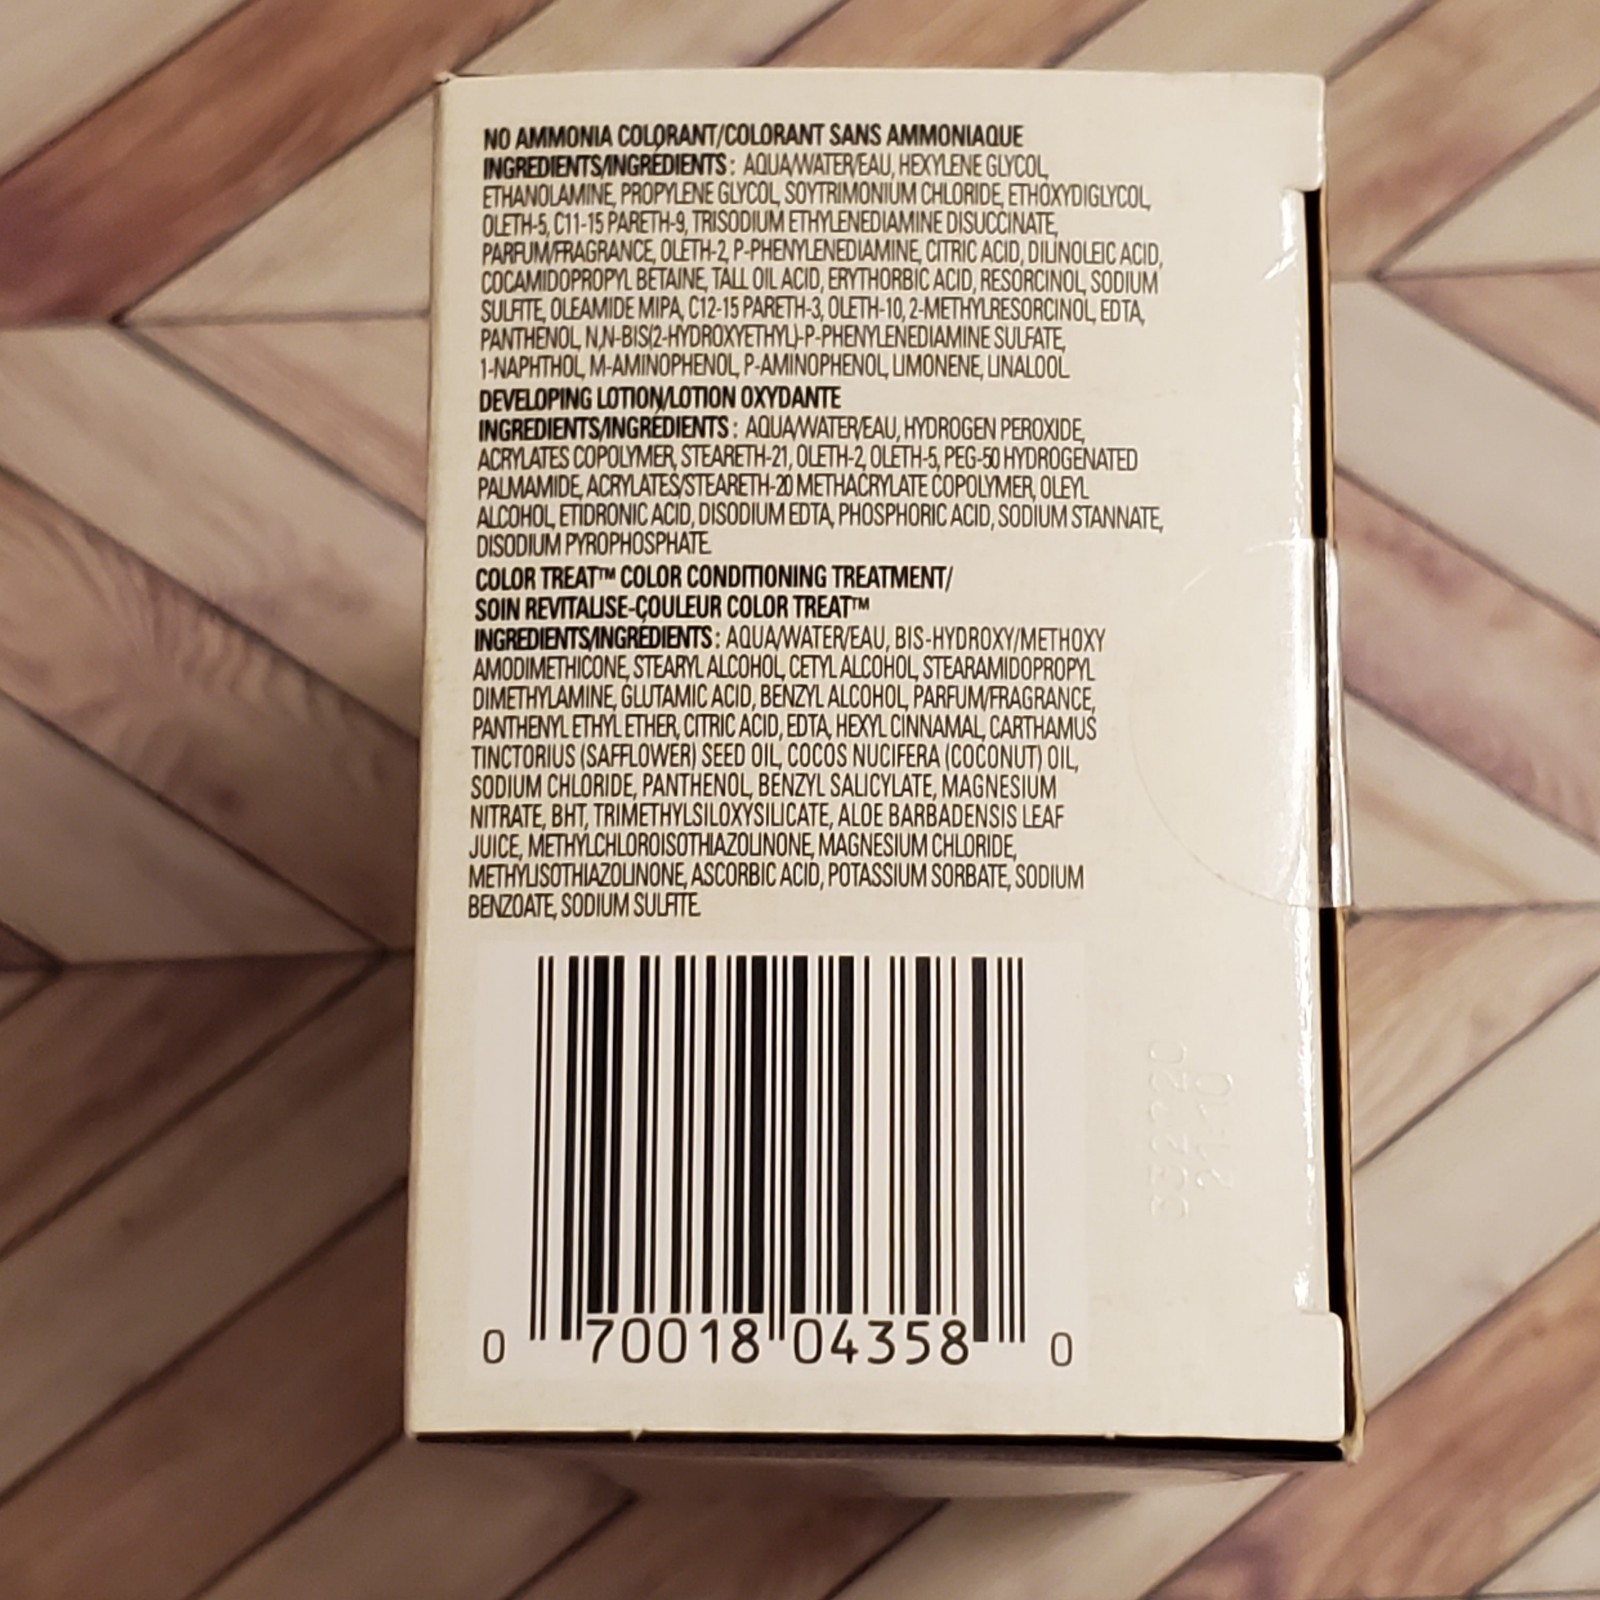 NO AMMONIA COLORANT/COLORANT SANS AMMONIAQUE
INGREDIENTS/INGRÉDIENTS : AQUA/WATER/EAU, HEXYLENE GLYCOL,
ETHANOLAMINE, PROPYLENE GLYCOL, SOYTRIMONIUM CHLORIDE, ETHOXYDIGLYCOL,
OLETH-5, C11-15 PARETH-9, TRISODIUM ETHYLENEDIAMINE DISUCCINATE,
PARFUM/FRAGRANCE, OLETH-2, P-PHENYLENEDIAMINE, CITRIC ACID, DILINOLEIC ACID,
COCAMIDOPROPYL BETAINE, TALL OIL ACID, ERYTHORBIC ACID, RESORCINOL, SODIUM
SULFITE, OLEAMIDE MIPA, C12-15 PARETH-3, OLETH-10, 2-METHYLRESORCINOL, EDTA,
PANTHENOL, N,N-BIS(2-HYDROXYETHYL)-P-PHENYLENEDIAMINE SULFATE,
1-NAPHTHOL, M-AMINOPHENOL, P-AMINOPHENOL, LIMONENE, LINALOOL.
DEVELOPING LOTION/LOTION OXYDANTE
INGREDIENTS/INGRÉDIENTS : AQUA/WATER/EAU, HYDROGEN PEROXIDE,
ACRYLATES COPOLYMER, STEARETH-21, OLETH-2, OLETH-5, PEG-50 HYDROGENATED
PALMAMIDE, ACRYLATES/STEARETH-20 METHACRYLATE COPOLYMER, OLEYL
ALCOHOL, ETIDRONIC ACID, DISODIUM EDTA, PHOSPHORIC ACID, SODIUM STANNATE,
DISODIUM PYROPHOSPHATE.
COLOR TREAT™ COLOR CONDITIONING TREATMENT/
SOIN REVITALISE-COULEUR COLOR TREAT™
INGREDIENTS/INGRÉDIENTS : AQUA/WATER/EAU, BIS-HYDROXY/METHOXY
AMODIMETHICONE, STEARYL ALCOHOL, CETYL ALCOHOL, STEARAMIDOPROPYL
DIMETHYLAMINE, GLUTAMIC ACID, BENZYL ALCOHOL, PARFUM/FRAGRANCE,
PANTHENYL ETHYL ETHER, CITRIC ACID, EDTA, HEXYL CINNAMAL, CARTHAMUS
TINCTORIUS (SAFFLOWER) SEED OIL, COCOS NUCIFERA (COCONUT) OIL,
SODIUM CHLORIDE, PANTHENOL, BENZYL SALICYLATE, MAGNESIUM
NITRATE, BHT, TRIMETHYLSILOXYSILICATE, ALOE BARBADENSIS LEAF
JUICE, METHYLCHLOROISOTHIAZOLINONE, MAGNESIUM CHLORIDE,
METHYLISOTHIAZOLINONE, ASCORBIC ACID, POTASSIUM SORBATE, SODIUM
BENZOATE, SODIUM SULFITE.
0 70018 04358 0